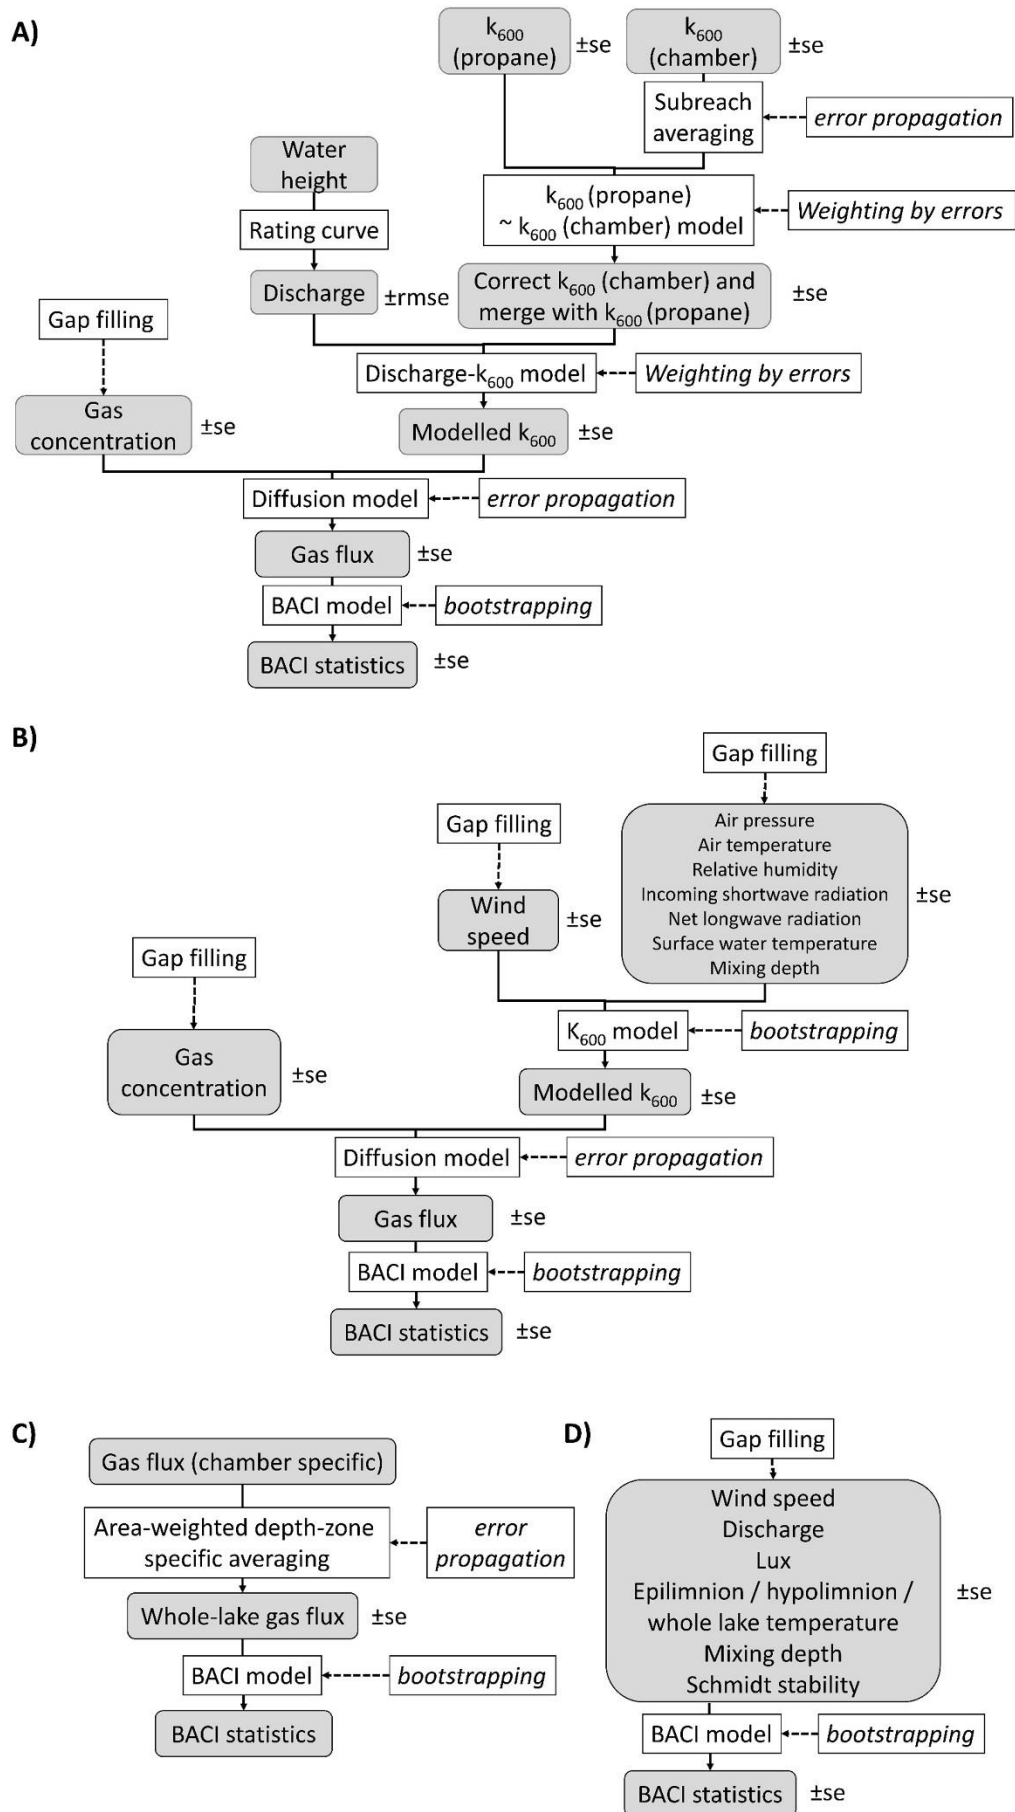 A)
k600
(propane)
±se
k600
(chamber)
±se
Subreach
averaging
error propagation
Water
height
k600 (propane)
~ k600 (chamber) model
Weighting by errors
Rating curve
Discharge
±rmse
Correct k600 (chamber) and
merge with k600 (propane)
±se
Gap filling
Discharge-k600 model
Weighting by errors
Gas
concentration
±se
Modelled k600
±se
Diffusion model
error propagation
Gas flux
±se
BACI model
bootstrapping
BACI statistics
±se
B)
Gap filling
Gap filling
Air pressure
Air temperature
Relative humidity
Incoming shortwave radiation
Net longwave radiation
Surface water temperature
Mixing depth
±se
Wind
speed
±se
Gap filling
K600 model
bootstrapping
Gas
concentration
±se
Modelled k600
±se
Diffusion model
error propagation
Gas flux
±se
BACI model
bootstrapping
BACI statistics
±se
C)
Gas flux (chamber specific)
Area-weighted depth-zone
specific averaging
error
propagation
Whole-lake gas flux
±se
BACI model
bootstrapping
BACI statistics
D)
Gap filling
Wind speed
Discharge
Lux
Epilimnion / hypolimnion /
whole lake temperature
Mixing depth
Schmidt stability
±se
BACI model
bootstrapping
BACI statistics
±se